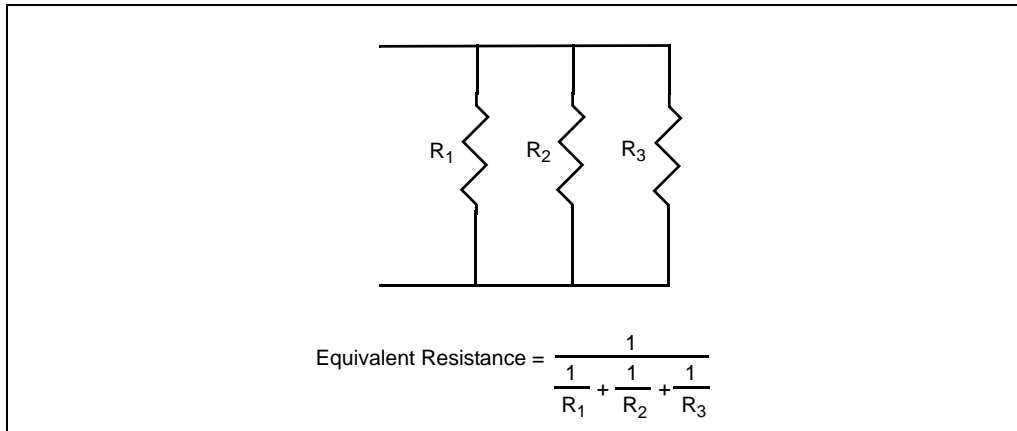 R1 R2 R3
Equivalent Resistance = 1
1 + 1 + 1
R1 R2 R3